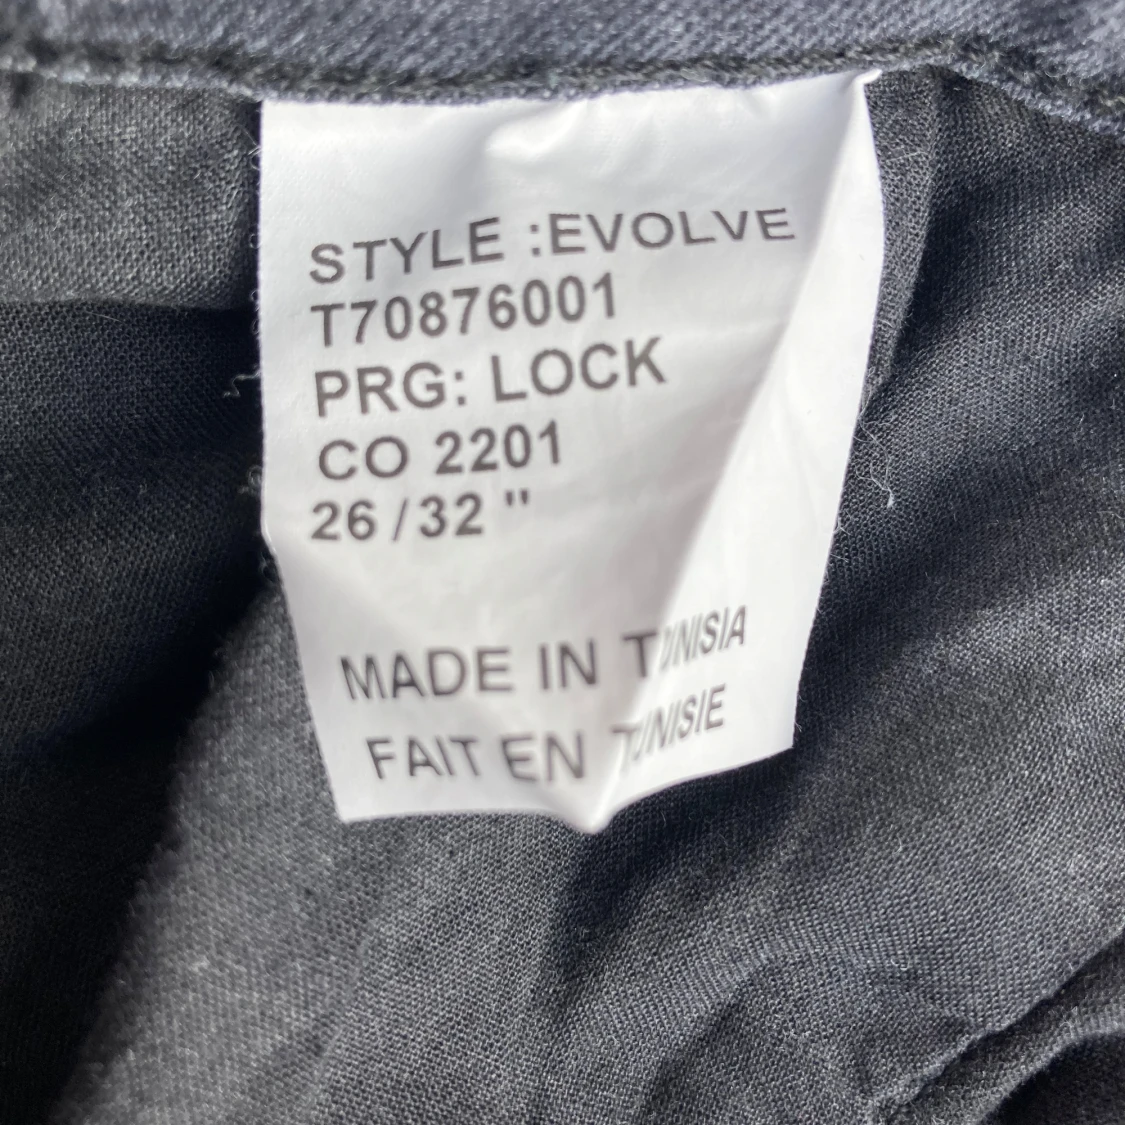 STYLE :EVOLVE
T70876001
PRG: LOCK
CO 2201
26 /32 "
MADE IN TUNISIA
FAIT EN TUNISIE